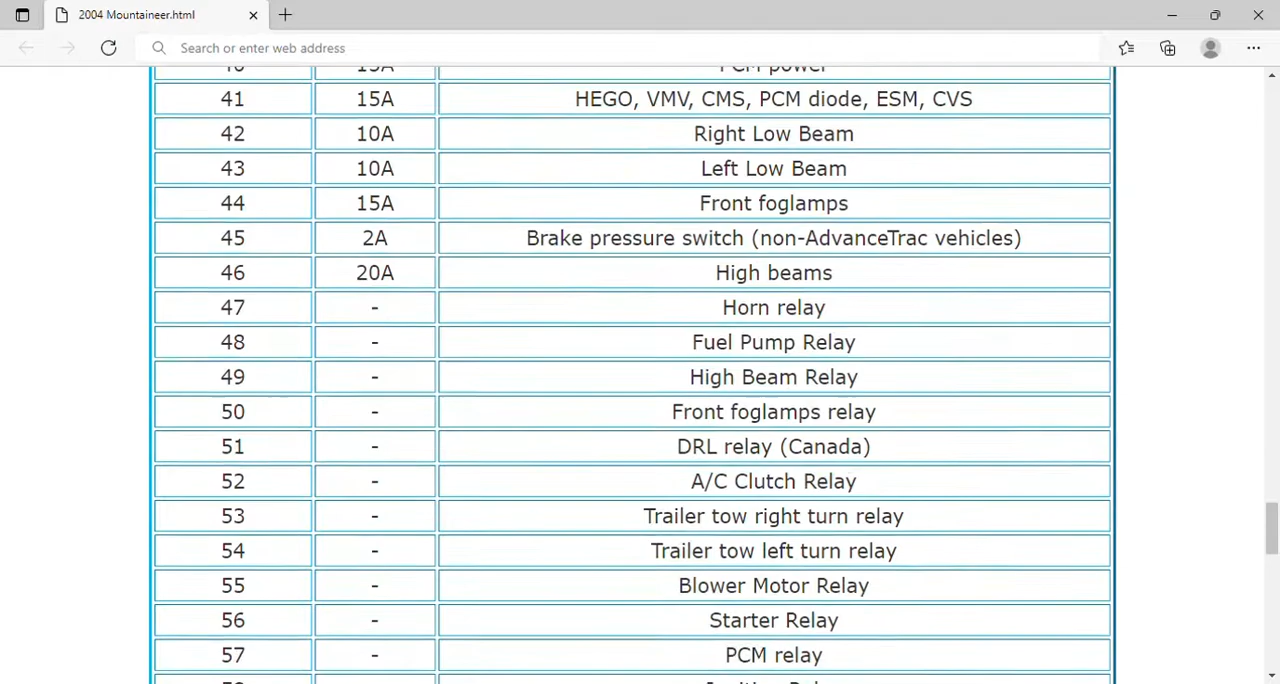 2004 Mountaineer.html
Search or enter web address
15A PCM power
41 15A HEGO, VMV, CMS, PCM diode, ESM, CVS
42 10A Right Low Beam
43 10A Left Low Beam
44 15A Front foglamps
45 2A Brake pressure switch (non-AdvanceTrac vehicles)
46 20A High beams
47 - Horn relay
48 - Fuel Pump Relay
49 - High Beam Relay
50 - Front foglamps relay
51 - DRL relay (Canada)
52 - A/C Clutch Relay
53 - Trailer tow right turn relay
54 - Trailer tow left turn relay
55 - Blower Motor Relay
56 - Starter Relay
57 - PCM relay